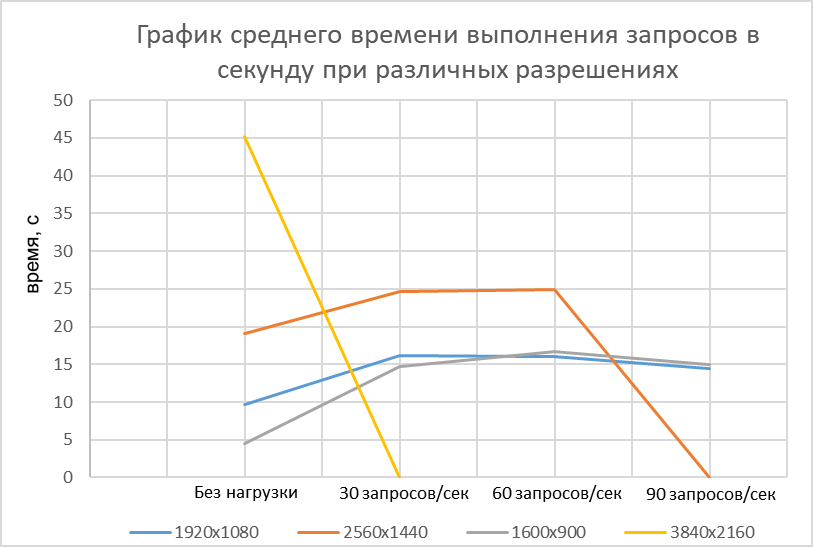 График среднего времени выполнения запросов в
секунду при различных разрешениях
50
45
40
35
30
25
20
15
10
5
0
время, с
Без нагрузки 30 запросов/сек 60 запросов/сек 90 запросов/сек
1920x1080 2560x1440 1600x900 3840x2160